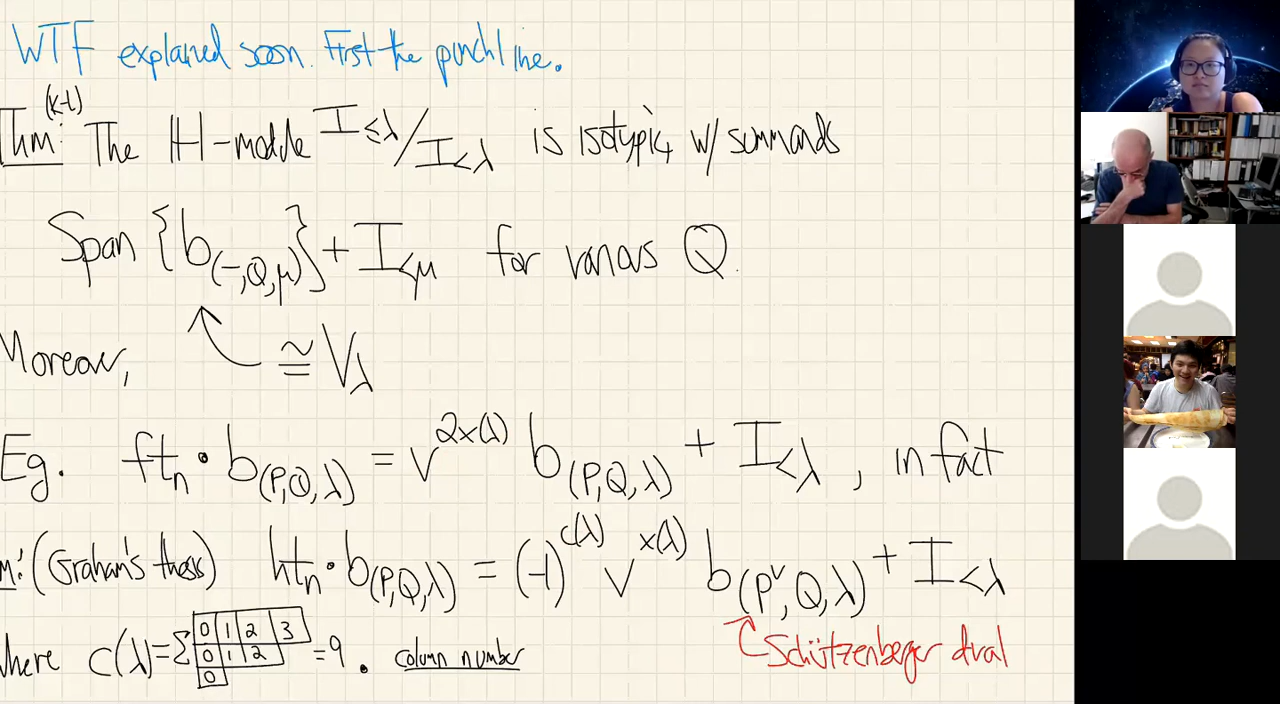 WTF explained soon. First the punchline.
Thm: (K-L) The H-module I≤λ/I<λ is isotypic w/ summands
Span {b(-,Q,μ)} + I<μ for various Q.
Moreover, ≅ Vλ
Eg. ftn • b(P,Q,λ) = v^2x(λ) b(P,Q,λ) + I<λ, in fact
m: (Graham's thesis) htn • b(P,Q,λ) = (-1)^c(λ) v^x(λ) b(P^v,Q,λ) + I<λ
where c(λ) = Σ 0 1 2 3 0 1 2 0 = 9. column number
Schützenberger dual